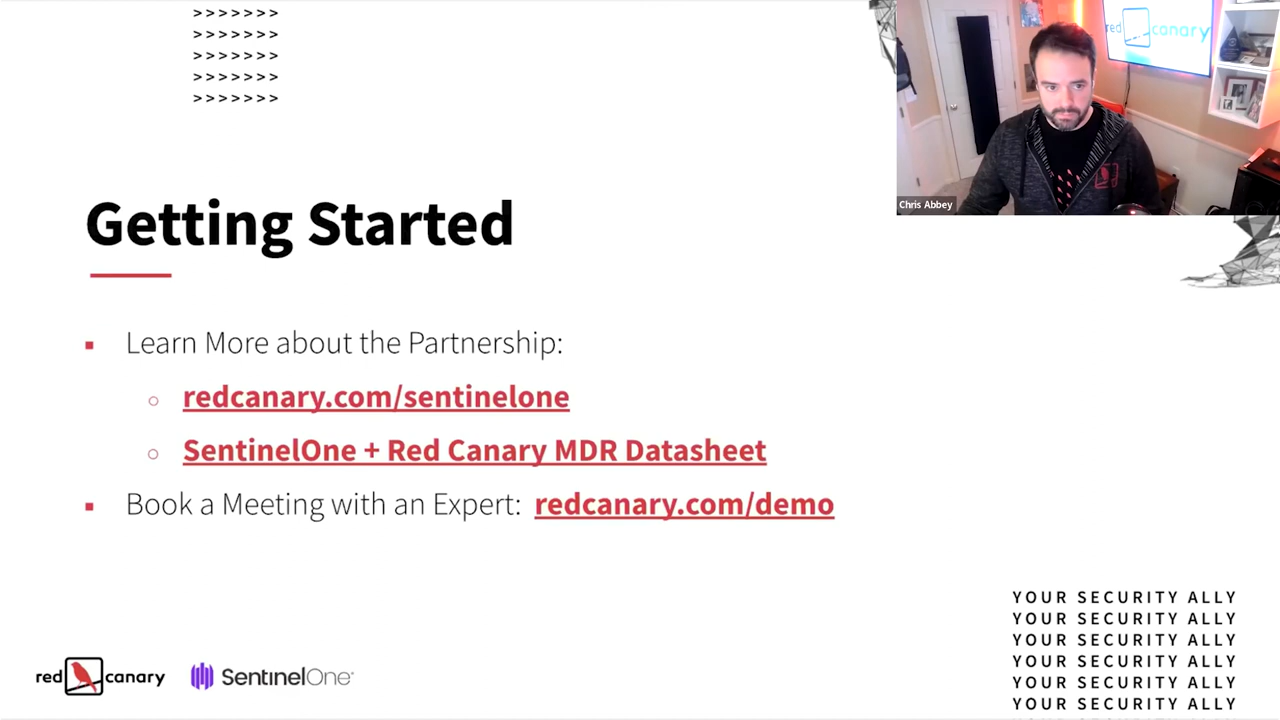 >>>>>>>
>>>>>>>
>>>>>>>
>>>>>>>
>>>>>>>
red canary
Chris Abbey
Getting Started
Learn More about the Partnership:
redcanary.com/sentinelone
SentinelOne + Red Canary MDR Datasheet
Book a Meeting with an Expert: redcanary.com/demo
YOUR SECURITY ALLY
YOUR SECURITY ALLY
YOUR SECURITY ALLY
YOUR SECURITY ALLY
YOUR SECURITY ALLY
YOUR SECURITY ALLY
red canary
SentinelOne